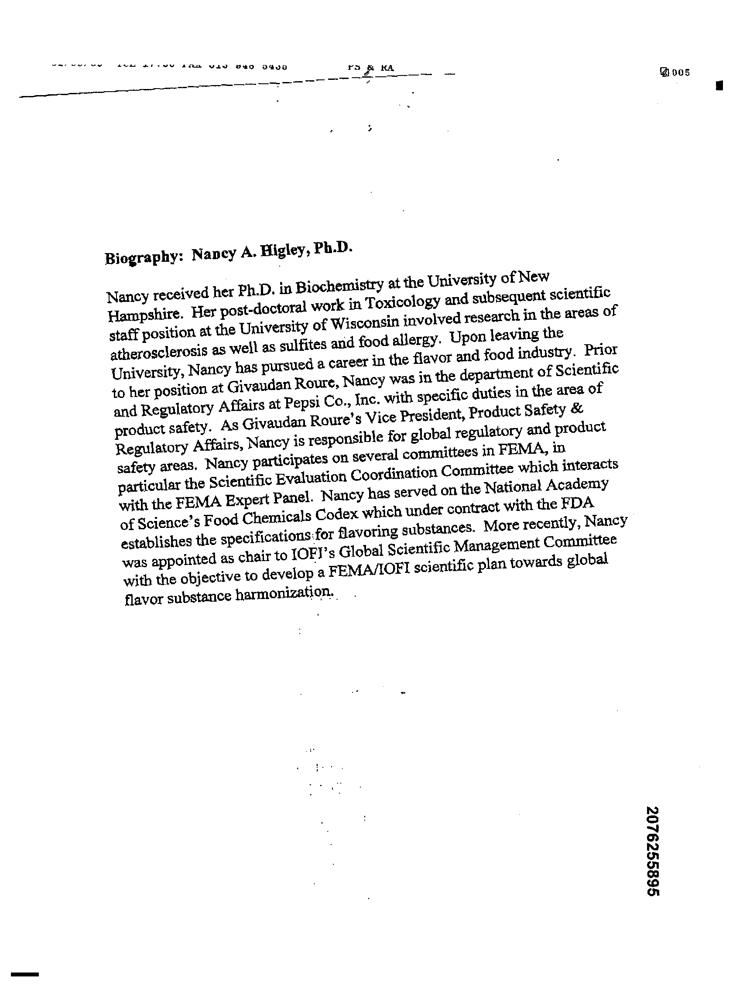 FAX 613 948 5435 PS & RA 005
Biography: Nancy A. Higley, Ph.D.
Nancy received her Ph.D. in Biochemistry at the University of New
Hampshire. Her post-doctoral work in Toxicology and subsequent scientific
staff position at the University of Wisconsin involved research in the areas of
atherosclerosis as well as sulfites and food allergy. Upon leaving the
University, Nancy has pursued a career in the flavor and food industry. Prior
to her position at Givaudan Roure, Nancy was in the department of Scientific
and Regulatory Affairs at Pepsi Co., Inc. with specific duties in the area of
product safety. As Givaudan Roure's Vice President, Product Safety &
Regulatory Affairs, Nancy is responsible for global regulatory and product
safety areas. Nancy participates on several committees in FEMA, in
particular the Scientific Evaluation Coordination Committee which interacts
with the FEMA Expert Panel. Nancy has served on the National Academy
of Science's Food Chemicals Codex which under contract with the FDA
establishes the specifications for flavoring substances. More recently, Nancy
was appointed as chair to IOFI's Global Scientific Management Committee
with the objective to develop a FEMA/IOFI scientific plan towards global
flavor substance harmonization.
2076255895